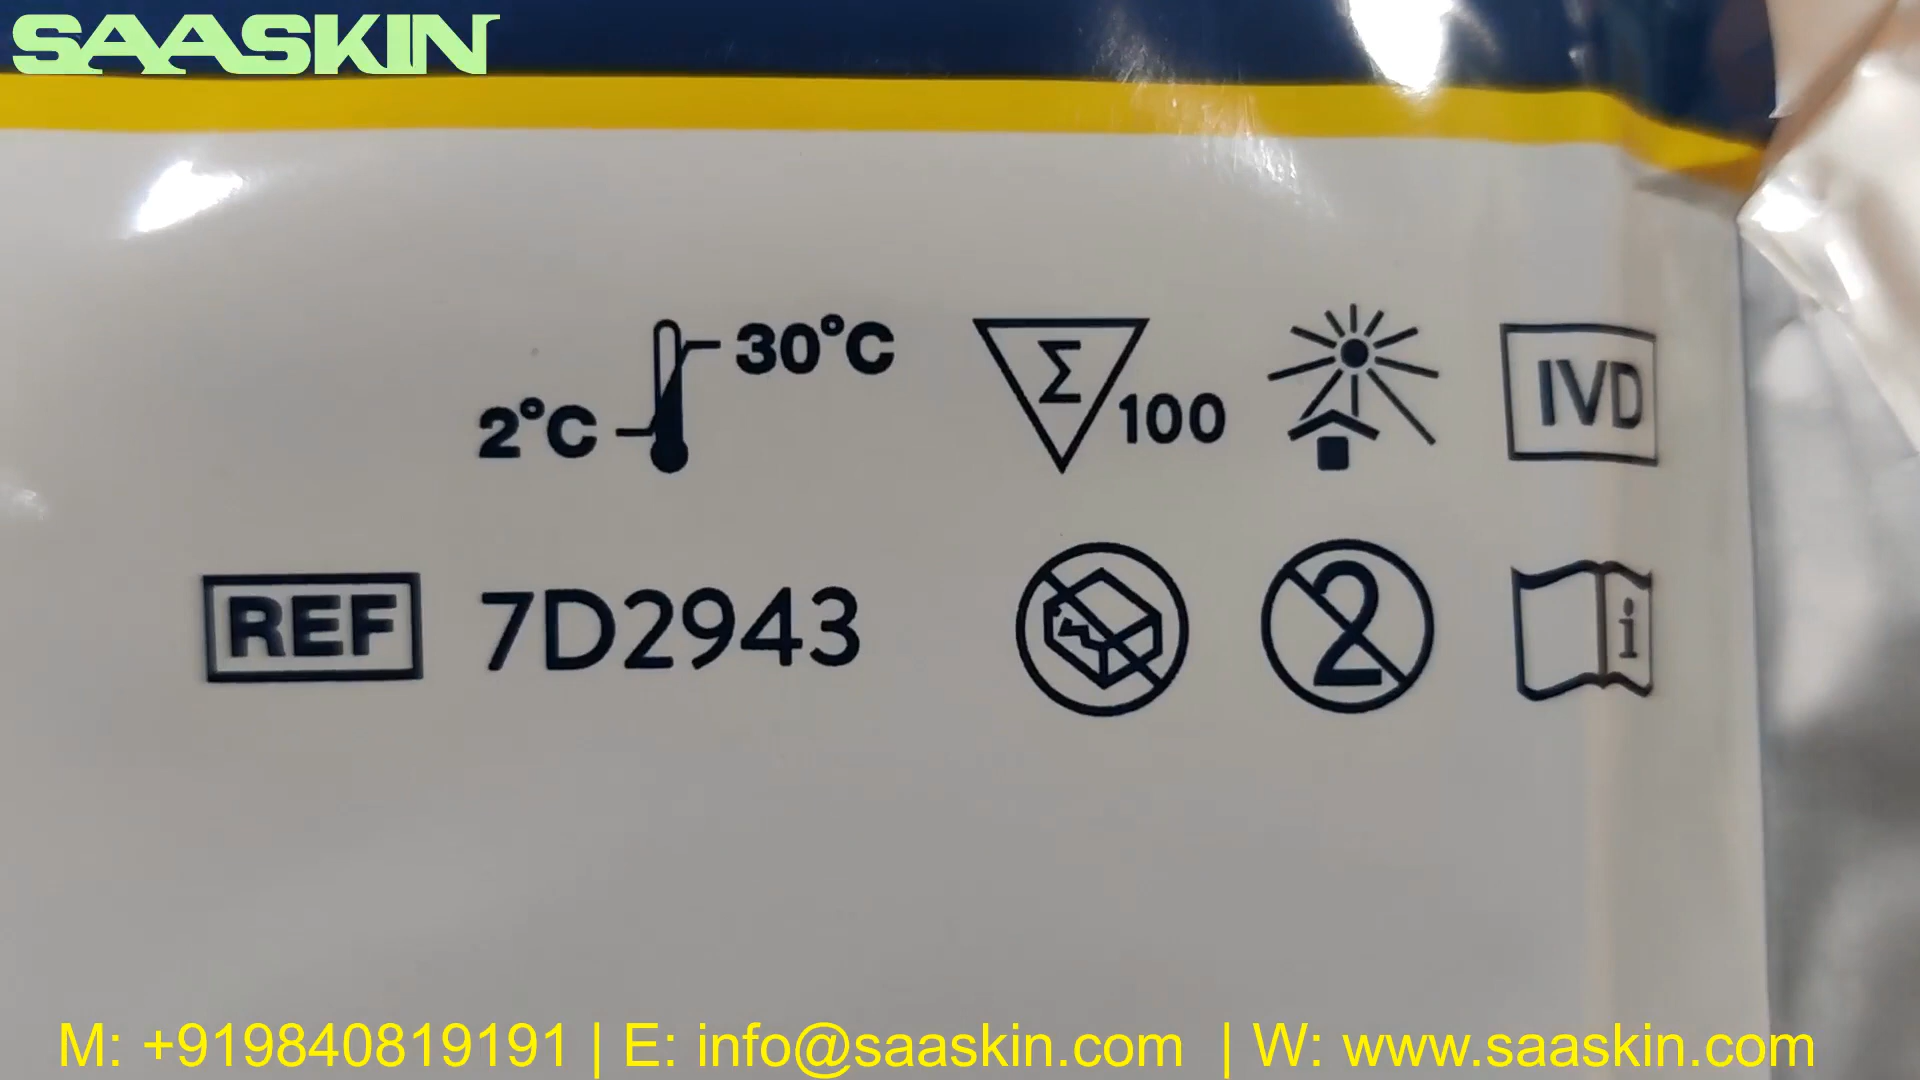 SAASKIN
2°C 30°C Σ 100 IVD
REF 7D2943 2 i
M: +919840819191 | E: info@saaskin.com | W: www.saaskin.com